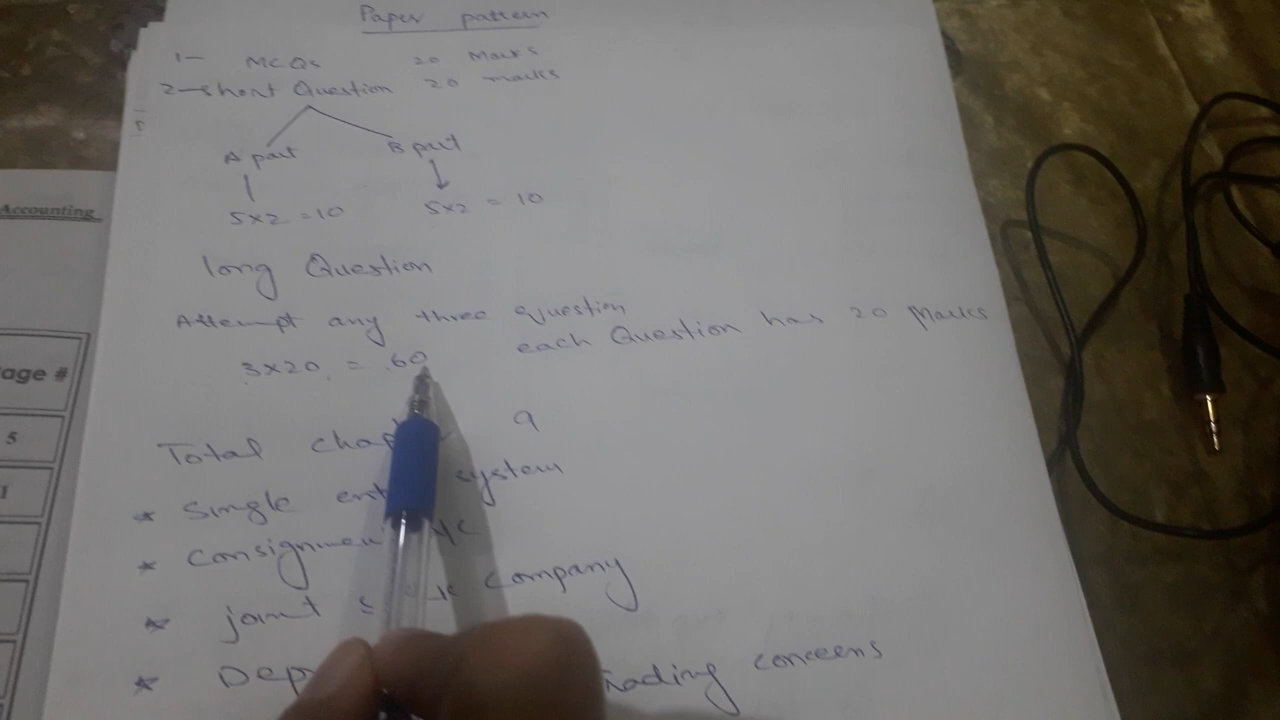 Paper pattern
1- MCQs 20 Marks
2-short Question 20 marks
A part B part
5x2 = 10 5x2 = 10
long Question
Attempt any three question
each Question has 20 Marks
3x20 = 60
Total 9
* Single system
* Consignment
* joint company
* Trading concerns
Accounting
age #
5
1